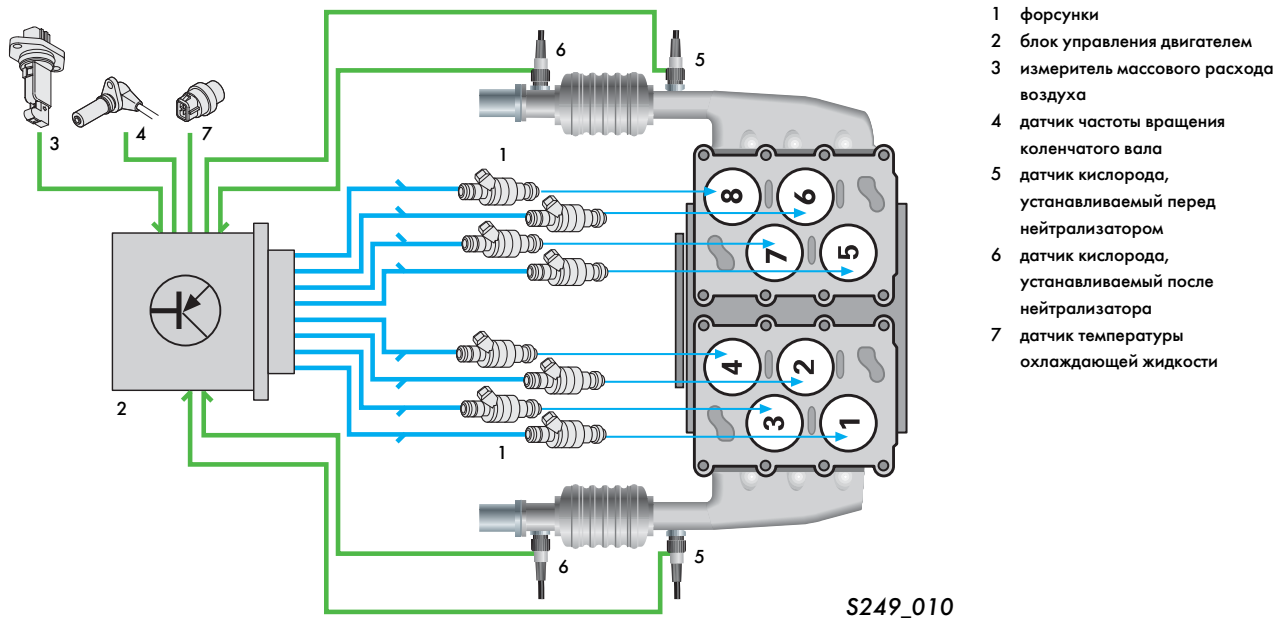 1 форсунки
2 блок управления двигателем
3 измеритель массового расхода
воздуха
4 датчик частоты вращения
коленчатого вала
5 датчик кислорода,
устанавливаемый перед
нейтрализатором
6 датчик кислорода,
устанавливаемый после
нейтрализатора
7 датчик температуры
охлаждающей жидкости
6
5
3
4
7
1
8
6
7
5
2
4
2
3
1
1
6
5
S249_010